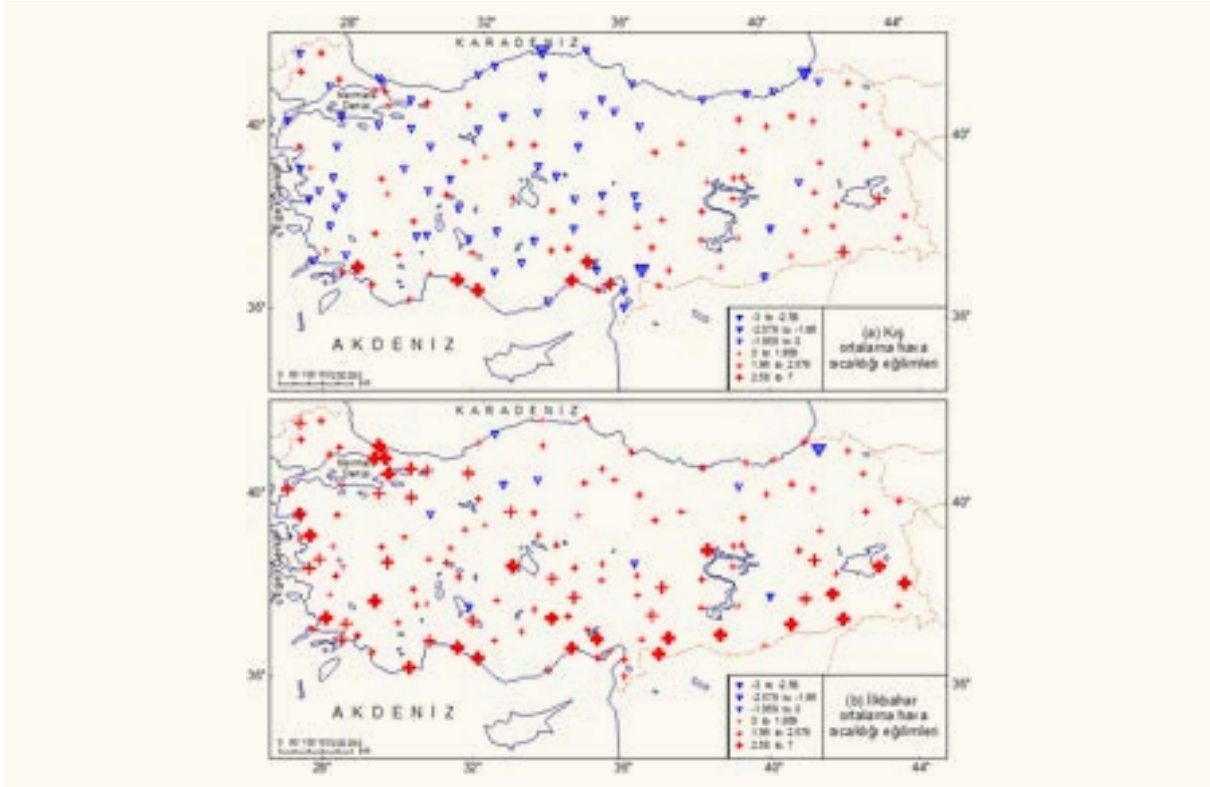 28° 32° 36° 40° 44°
KARADENİZ
Marmara
Denizi
40° 40°
36° 36°
AKDENİZ
-3 to -2.58
-2.576 to -1.96
-1.959 to 0
0 to 1.959
1.96 to 2.576
2.58 to 7
(a) Kış
ortalama hava
sıcaklığı eğilimleri
KARADENİZ
Marmara
Denizi
40° 40°
36° 36°
AKDENİZ
-3 to -2.58
-2.576 to -1.96
-1.959 to 0
0 to 1.959
1.96 to 2.576
2.58 to 7
(b) İlkbahar
ortalama hava
sıcaklığı eğilimleri
28° 32° 36° 40° 44°